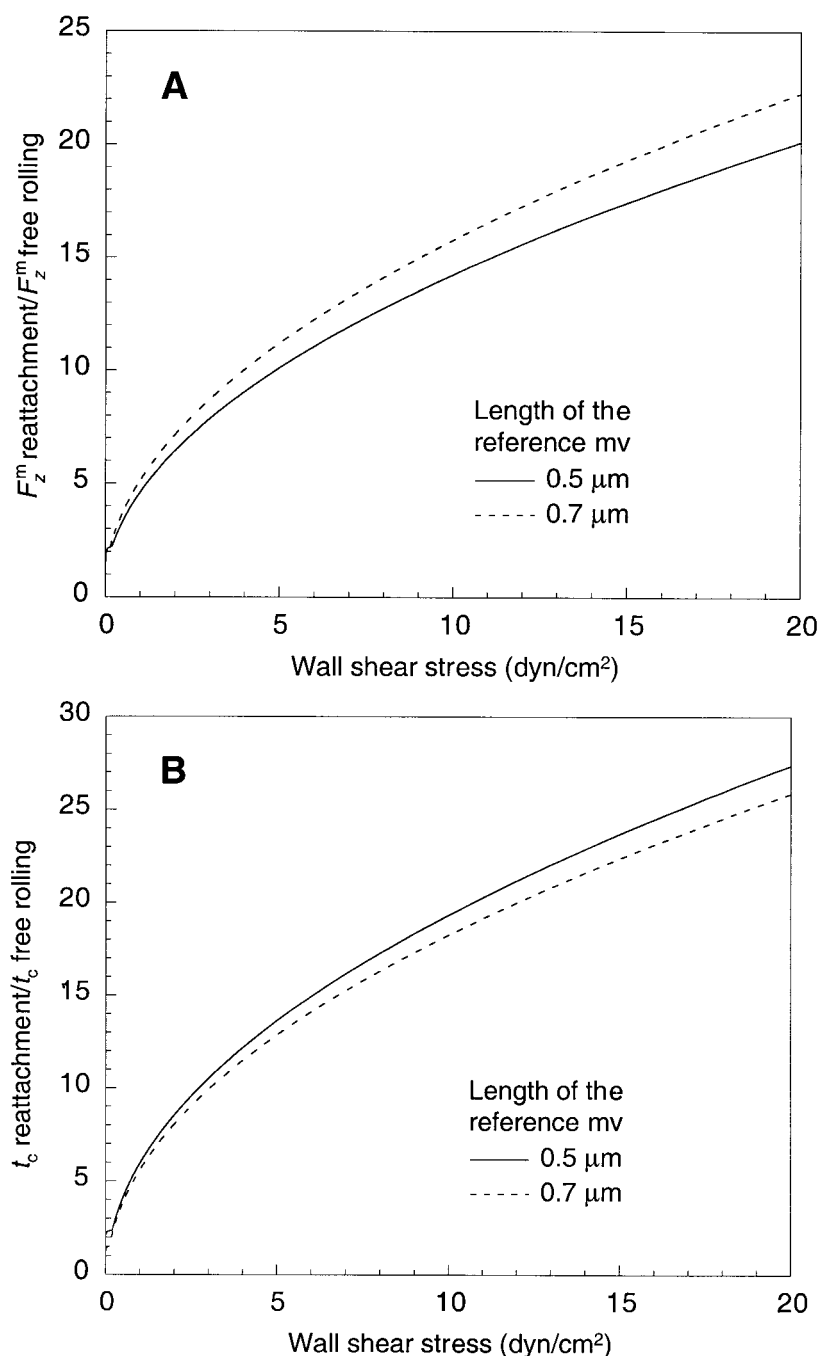 A
25
20
15
10
5
0
F_z^m reattachment/F_z^m free rolling
Length of the
reference mv
0.5 μm
0.7 μm
0 5 10 15 20
Wall shear stress (dyn/cm²)
B
30
25
20
15
10
5
0
t_c reattachment/t_c free rolling
Length of the
reference mv
0.5 μm
0.7 μm
0 5 10 15 20
Wall shear stress (dyn/cm²)